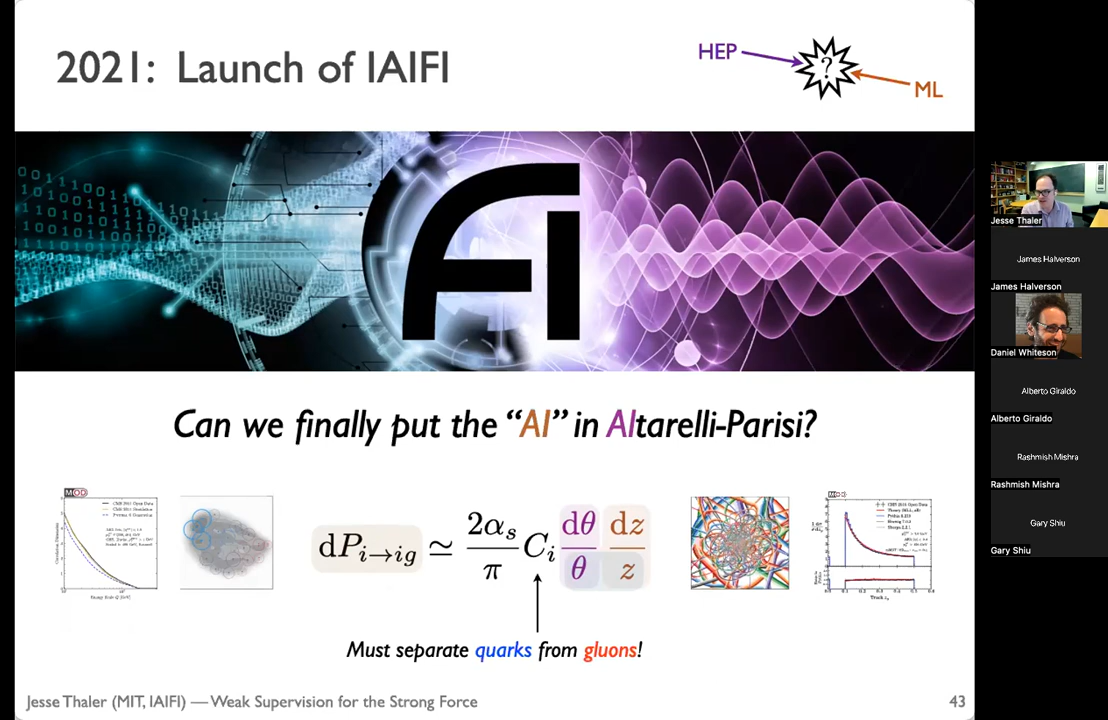 2021: Launch of IAIFI
HEP
?
ML
Can we finally put the “AI” in Altarelli-Parisi?
MOD
dP_{i→ig} ≃ 2α_s/π C_i dθ/θ dz/z
Must separate quarks from gluons!
Jesse Thaler (MIT, IAIFI) — Weak Supervision for the Strong Force
43
Jesse Thaler
James Halverson
James Halverson
Daniel Whiteson
Alberto Giraldo
Alberto Giraldo
Rashmish Mishra
Rashmish Mishra
Gary Shiu
Gary Shiu